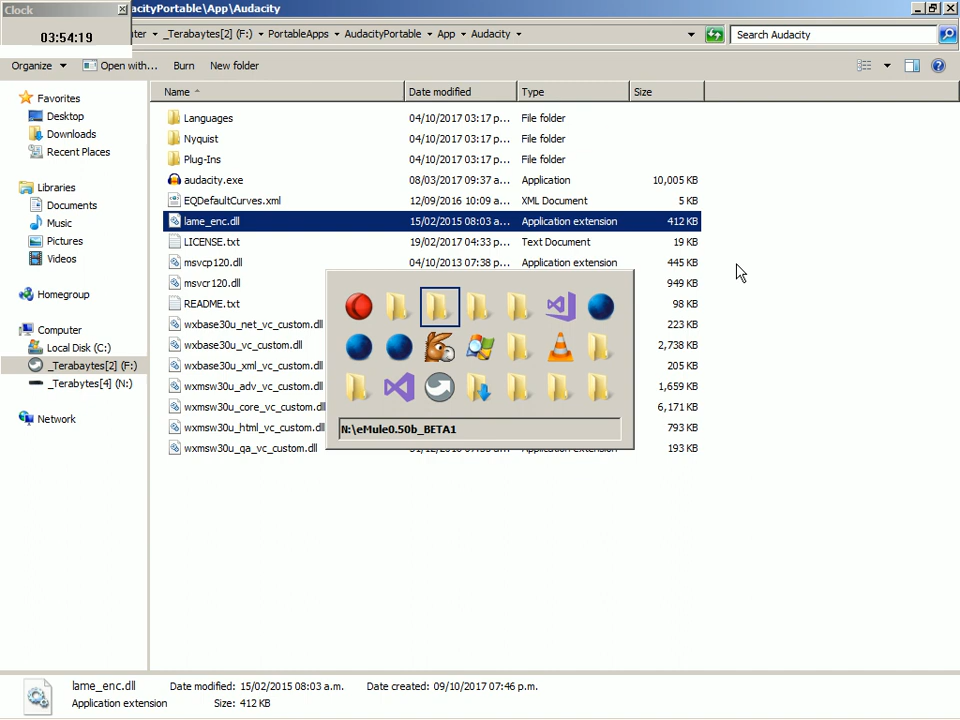 Clock
acityPortable\App\Audacity
03:54:19
ter _Terabaytes[2] (F:) PortableApps AudacityPortable App Audacity
Search Audacity
Organize Open with... Burn New folder
Name Date modified Type Size
Favorites
Desktop
Downloads
Recent Places
Libraries
Documents
Music
Pictures
Videos
Homegroup
Computer
Local Disk (C:)
_Terabaytes[2] (F:)
_Terabytes[4] (N:)
Network
Languages 04/10/2017 03:17 p... File folder
Nyquist 04/10/2017 03:17 p... File folder
Plug-Ins 04/10/2017 03:17 p... File folder
audacity.exe 08/03/2017 09:37 a... Application 10,005 KB
EQDefaultCurves.xml 12/09/2016 10:09 a... XML Document 5 KB
lame_enc.dll 15/02/2015 08:03 a... Application extension 412 KB
LICENSE.txt 19/02/2017 04:33 p... Text Document 19 KB
msvcp120.dll 04/10/2013 07:38 p... Application extension 445 KB
msvcr120.dll 949 KB
README.txt 98 KB
wxbase30u_net_vc_custom.dll 223 KB
wxbase30u_vc_custom.dll 2,738 KB
wxbase30u_xml_vc_custom.dll 205 KB
wxmsw30u_adv_vc_custom.dll 1,659 KB
wxmsw30u_core_vc_custom.dll 6,171 KB
wxmsw30u_html_vc_custom.dll 793 KB
wxmsw30u_qa_vc_custom.dll 193 KB
N:\eMule0.50b_BETA1
lame_enc.dll Date modified: 15/02/2015 08:03 a.m. Date created: 09/10/2017 07:46 p.m.
Application extension Size: 412 KB